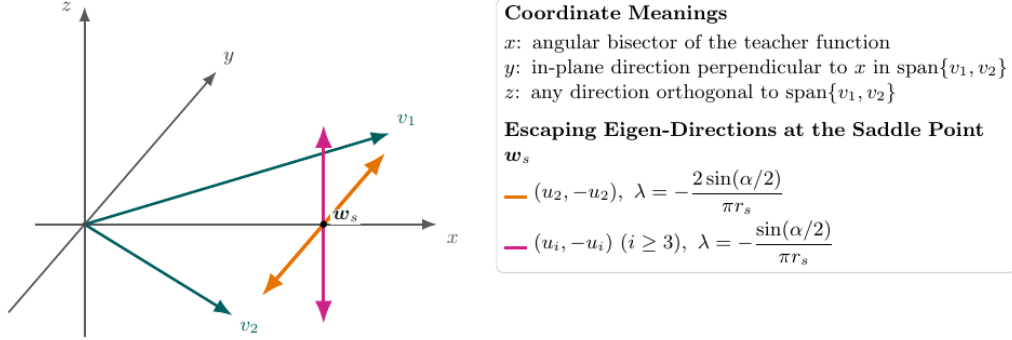 z
y
v₁
wₛ
x
v₂
Coordinate Meanings
x: angular bisector of the teacher function
y: in-plane direction perpendicular to x in span{v₁, v₂}
z: any direction orthogonal to span{v₁, v₂}
Escaping Eigen-Directions at the Saddle Point
wₛ
(u₂, −u₂), λ = −2 sin(α/2)/πrₛ
(uᵢ, −uᵢ) (i ≥ 3), λ = −sin(α/2)/πrₛ